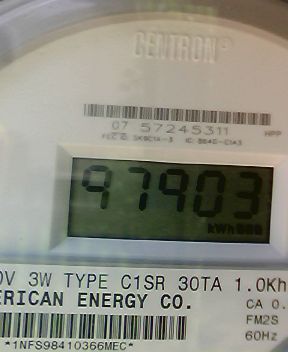 CENTRON®
07 57245311
HPP
97903
kWh
0V 3W TYPE C1SR 30TA 1.0Kh
ERICAN ENERGY CO.
CA 0.
FM2S
60Hz
*1NFS98410366MEC*